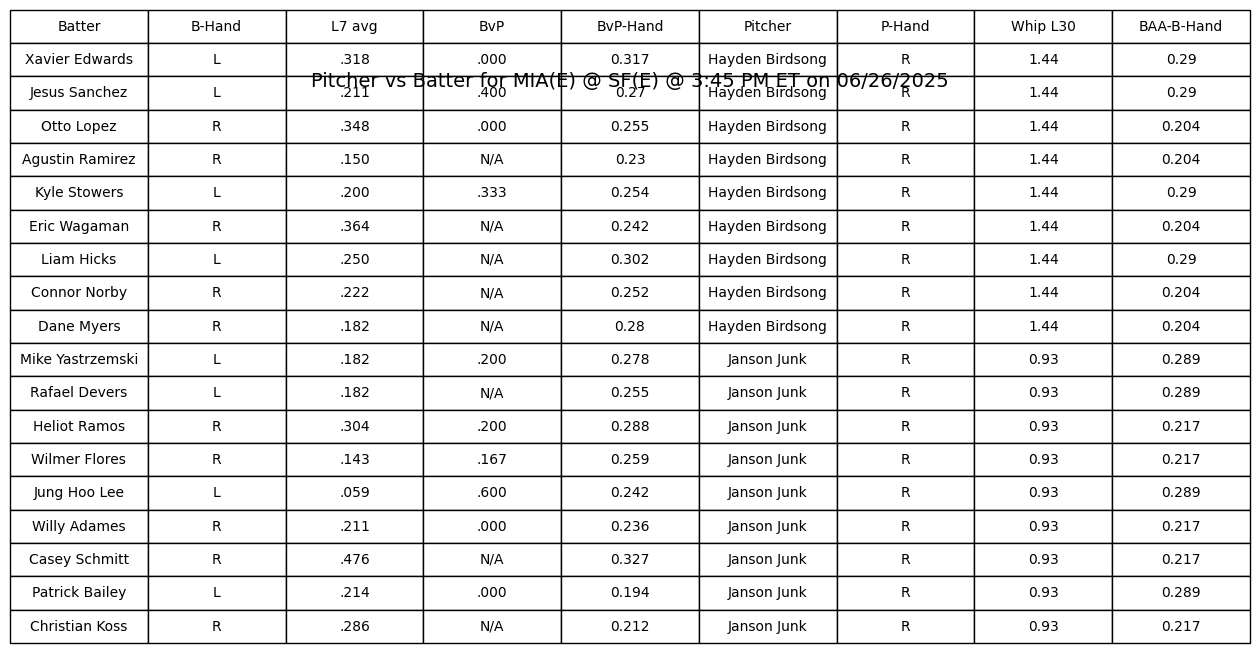 Batter B-Hand L7 avg BvP BvP-Hand Pitcher P-Hand Whip L30 BAA-B-Hand
Xavier Edwards L .318 .000 0.317 Hayden Birdsong R 1.44 0.29
Pitcher vs Batter for MIA(E) @ SF(E) @ 3:45 PM ET on 06/26/2025
Jesus Sanchez L .211 .400 0.27 Hayden Birdsong R 1.44 0.29
Otto Lopez R .348 .000 0.255 Hayden Birdsong R 1.44 0.204
Agustin Ramirez R .150 N/A 0.23 Hayden Birdsong R 1.44 0.204
Kyle Stowers L .200 .333 0.254 Hayden Birdsong R 1.44 0.29
Eric Wagaman R .364 N/A 0.242 Hayden Birdsong R 1.44 0.204
Liam Hicks L .250 N/A 0.302 Hayden Birdsong R 1.44 0.29
Connor Norby R .222 N/A 0.252 Hayden Birdsong R 1.44 0.204
Dane Myers R .182 N/A 0.28 Hayden Birdsong R 1.44 0.204
Mike Yastrzemski L .182 .200 0.278 Janson Junk R 0.93 0.289
Rafael Devers L .182 N/A 0.255 Janson Junk R 0.93 0.289
Heliot Ramos R .304 .200 0.288 Janson Junk R 0.93 0.217
Wilmer Flores R .143 .167 0.259 Janson Junk R 0.93 0.217
Jung Hoo Lee L .059 .600 0.242 Janson Junk R 0.93 0.289
Willy Adames R .211 .000 0.236 Janson Junk R 0.93 0.217
Casey Schmitt R .476 N/A 0.327 Janson Junk R 0.93 0.217
Patrick Bailey L .214 .000 0.194 Janson Junk R 0.93 0.289
Christian Koss R .286 N/A 0.212 Janson Junk R 0.93 0.217